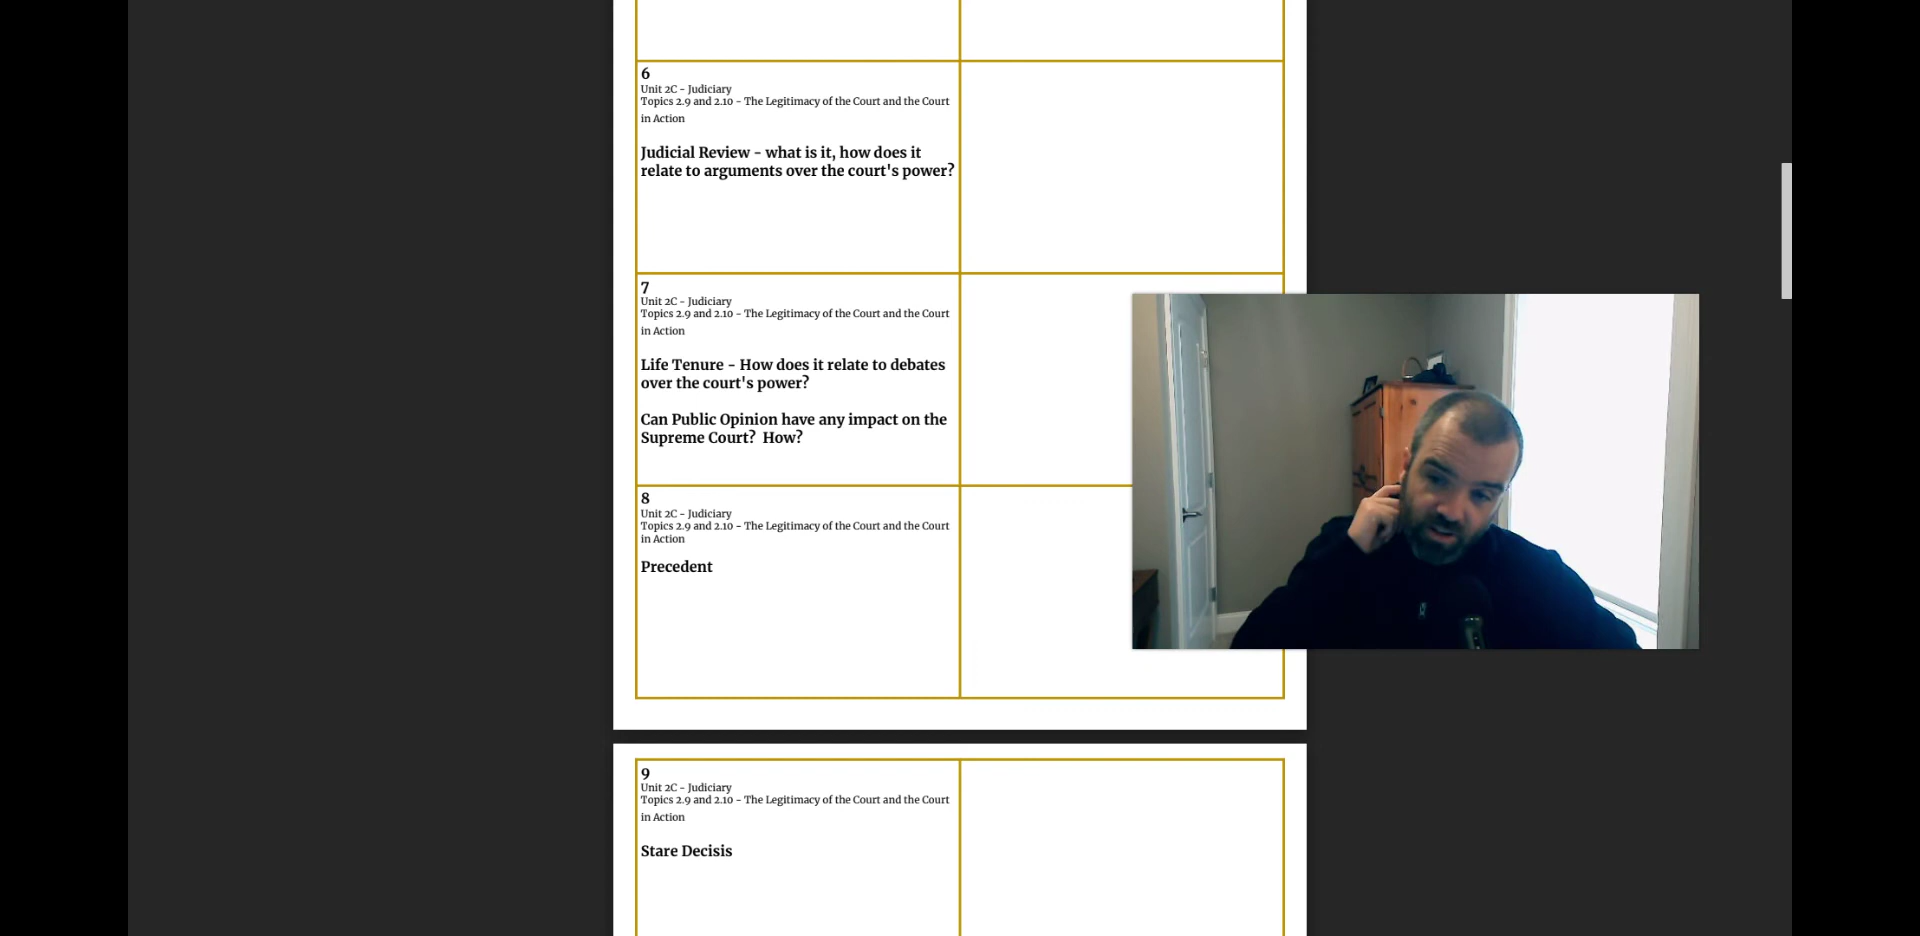 6
Unit 2C - Judiciary
Topics 2.9 and 2.10 - The Legitimacy of the Court and the Court
in Action
Judicial Review - what is it, how does it
relate to arguments over the court's power?
7
Unit 2C - Judiciary
Topics 2.9 and 2.10 - The Legitimacy of the Court and the Court
in Action
Life Tenure - How does it relate to debates
over the court's power?
Can Public Opinion have any impact on the
Supreme Court?  How?
8
Unit 2C - Judiciary
Topics 2.9 and 2.10 - The Legitimacy of the Court and the Court
in Action
Precedent
9
Unit 2C - Judiciary
Topics 2.9 and 2.10 - The Legitimacy of the Court and the Court
in Action
Stare Decisis